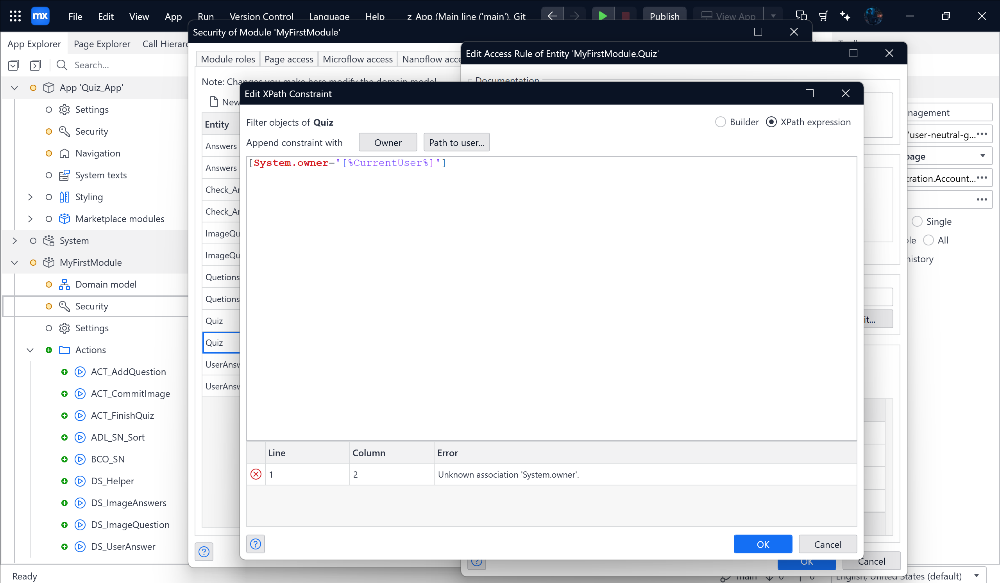 mx File Edit View App Run Version Control Language Help z_App (Main line ('main'), Git Publish View App
Security of Module 'MyFirstModule'
App Explorer Page Explorer Call Hierarc
Edit Access Rule of Entity 'MyFirstModule.Quiz'
Module roles Page access Microflow access Nanoflow acce
Search...
Documentation
Note: Changes you make here modify the domain model
App 'Quiz_App'
Edit XPath Constraint
New
Settings
nagement
Filter objects of Quiz
Builder XPath expression
Entity
Security
'user-neutral-g...
Append constraint with Owner Path to user...
Answers
Navigation
page
[System.owner='[%CurrentUser%]']
Answers
System texts
tration.Account...
Check_Ar
Styling
Check_Ar
Marketplace modules
Single
ImageQu
System
ole All
ImageQu
MyFirstModule
history
Quetions
Domain model
Quetions
Security
Quiz
it...
Settings
Quiz
Actions
UserAnsw
ACT_AddQuestion
UserAnsw
ACT_CommitImage
ACT_FinishQuiz
ADL_SN_Sort
Line Column Error
BCO_SN
1 2 Unknown association 'System.owner'.
DS_Helper
DS_ImageAnswers
DS_ImageQuestion
DS_UserAnswer
OK Cancel
OK Cancel
Ready
main 0 0 English, United States (default)